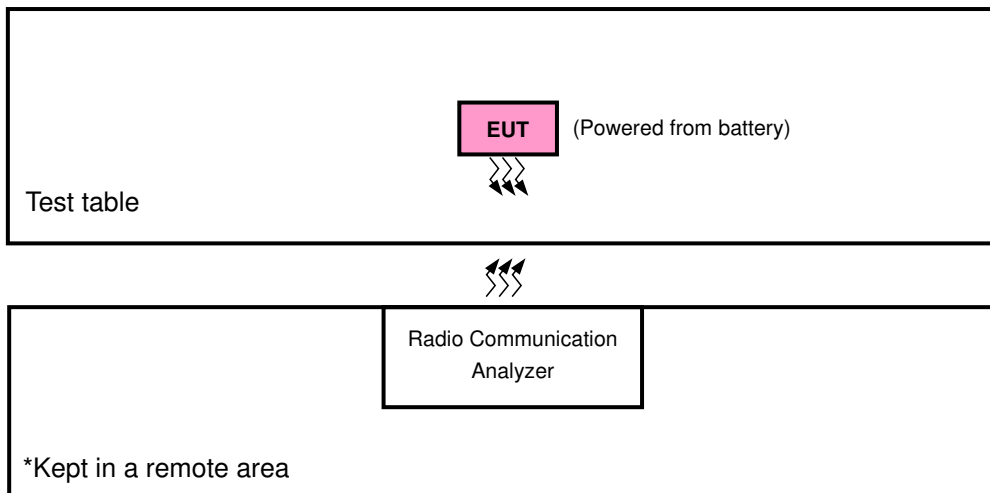 EUT
(Powered from battery)
Test table
Radio Communication
Analyzer
*Kept in a remote area